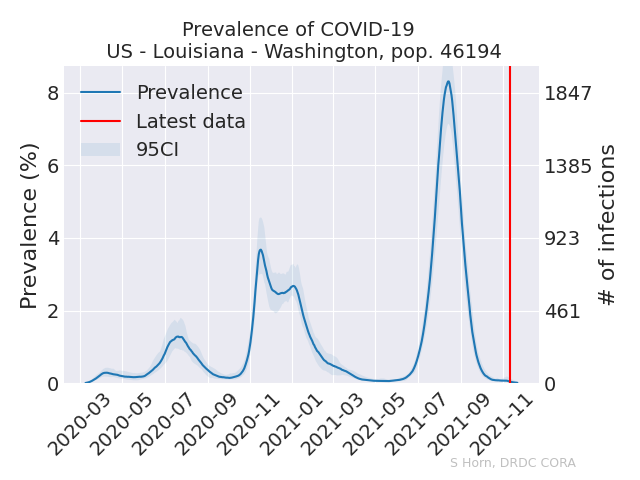 Prevalence of COVID-19
US - Louisiana - Washington, pop. 46194
Prevalence
Latest data
95CI
Prevalence (%)
8
6
4
2
0
1847
1385
923
461
0
# of infections
2020-03
2020-05
2020-07
2020-09
2020-11
2021-01
2021-03
2021-05
2021-07
2021-09
2021-11
S Horn, DRDC CORA